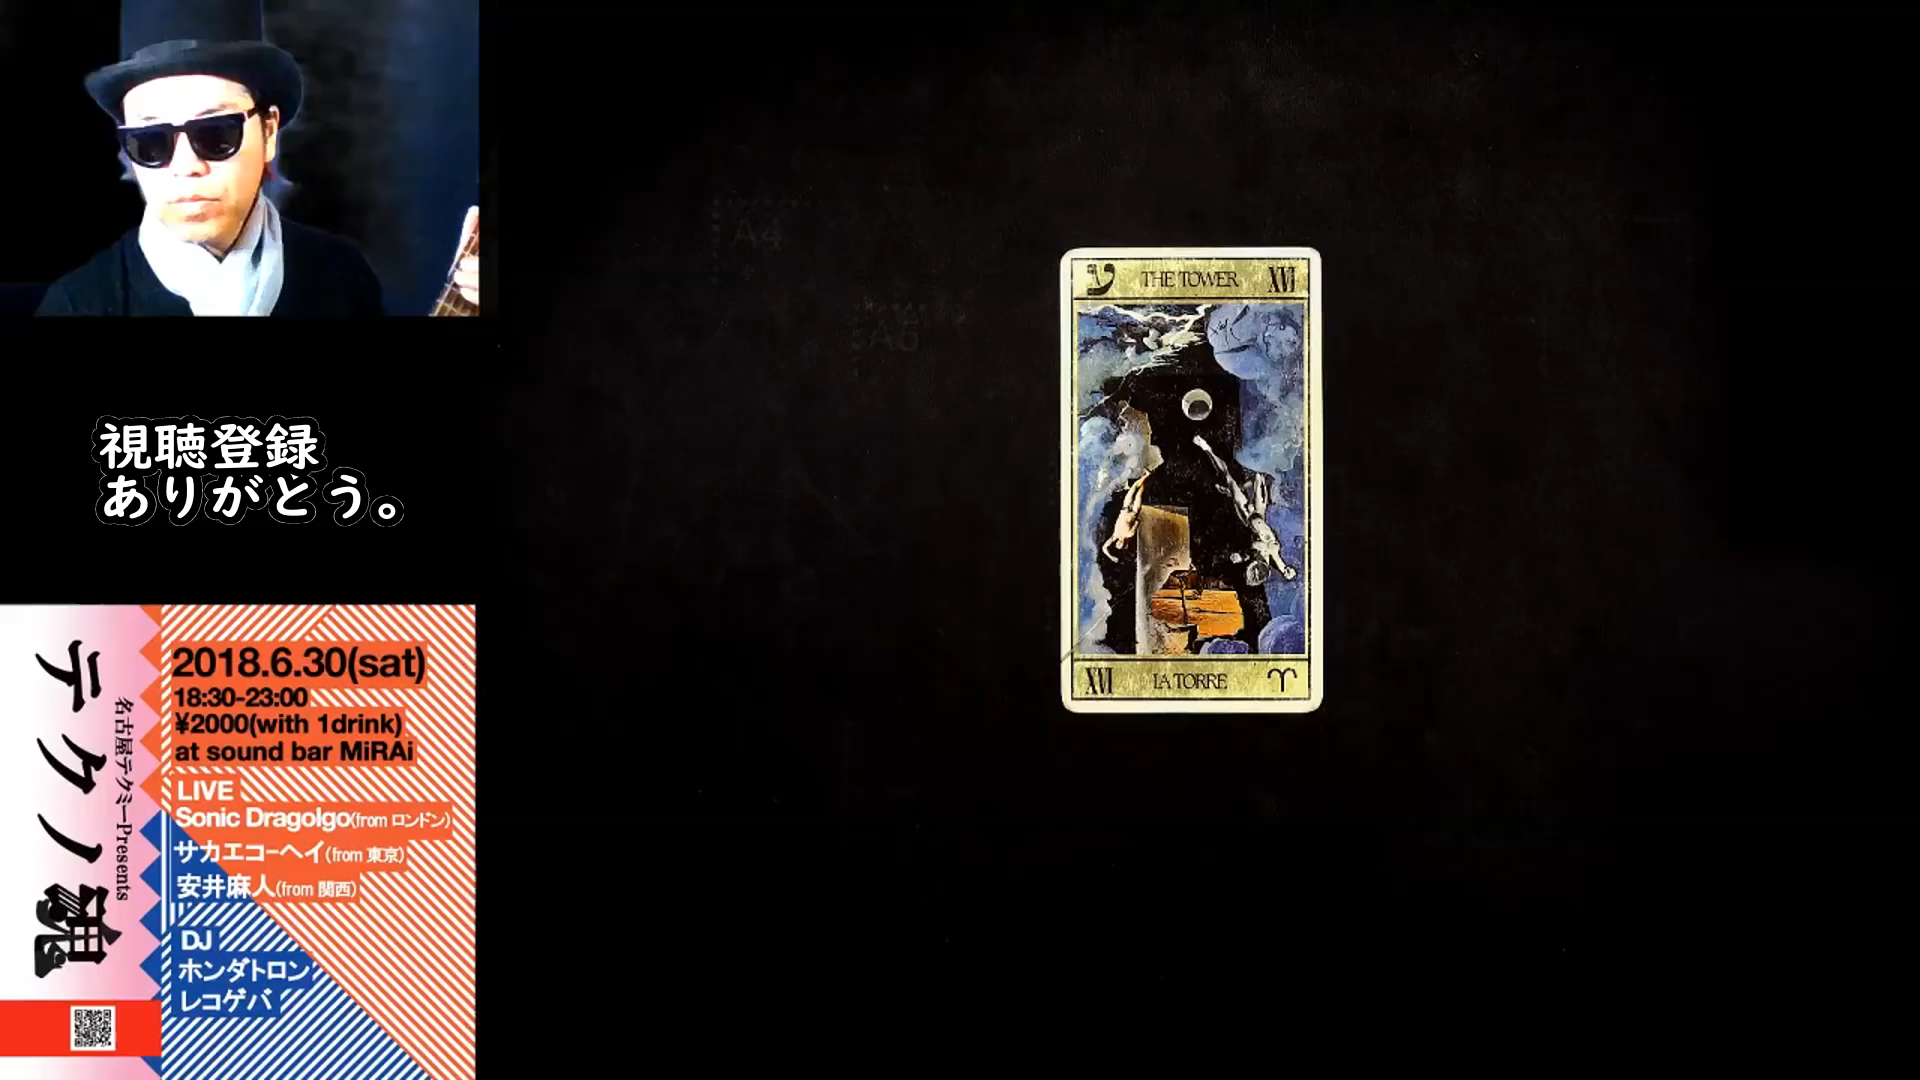 視聴登録
ありがとう。
THE TOWER XVI
XVI LA TORRE
A4
A5
テクノ魂
名古屋テクミーPresents
2018.6.30(sat)
18:30-23:00
¥2000(with 1drink)
at sound bar MiRAi
LIVE
Sonic Dragolgo(from ロンドン)
サカエコーヘイ(from 東京)
安井麻人(from 関西)
DJ
ホンダトロン
レコゲバ